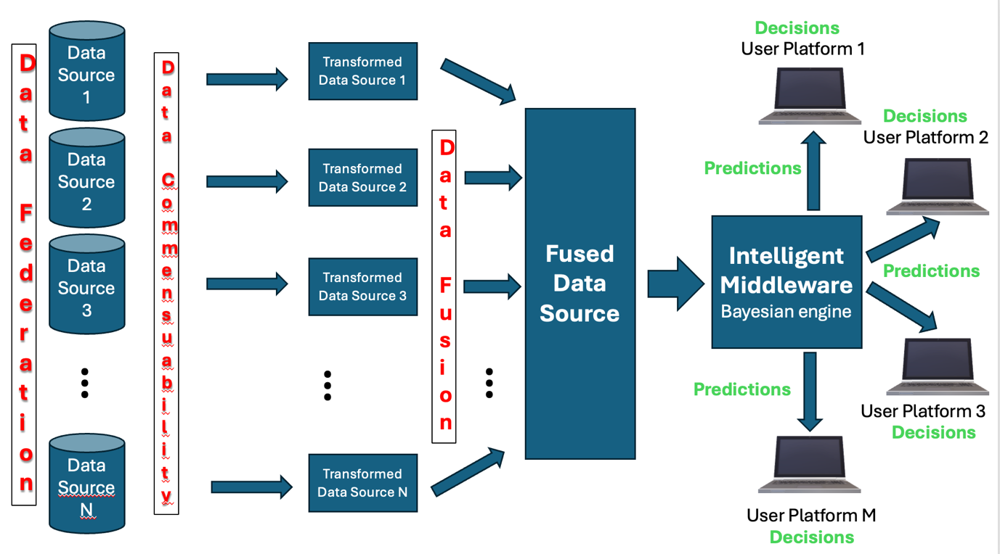 Data Federation
Data
Source
1
Data
Source
2
Data
Source
3
Data
Source
N
Data Commensuability
Transformed
Data Source 1
Transformed
Data Source 2
Transformed
Data Source 3
Transformed
Data Source N
Data Fusion
Fused
Data
Source
Intelligent
Middleware
Bayesian engine
Predictions
Predictions
Predictions
Decisions
User Platform 1
Decisions
User Platform 2
User Platform 3
Decisions
User Platform M
Decisions